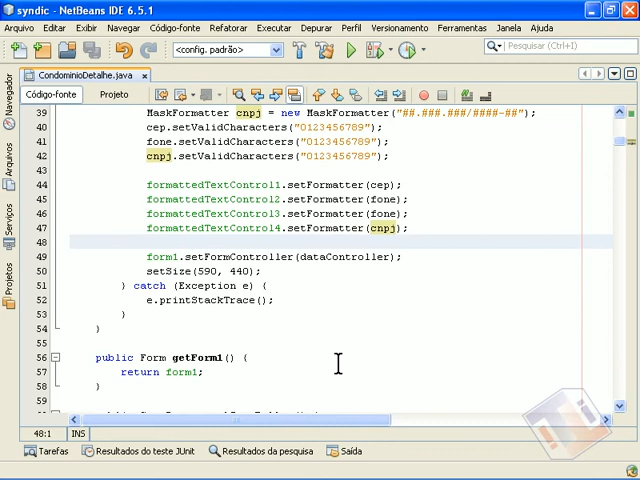 syndic - NetBeans IDE 6.5.1
Arquivo Editar Exibir Navegar Código-fonte Refatorar Executar Depurar Perfil Versionamento Ferramentas Janela Ajuda
<config. padrão> Pesquisar (Ctrl+I)
CondominioDetalhe.java x
Código-fonte Projeto
Navegador
Arquivos
Serviços
Projetos
39 MaskFormatter cnpj = new MaskFormatter("##.###.###/####-##");
40 cep.setValidCharacters("0123456789");
41 fone.setValidCharacters("0123456789");
42 cnpj.setValidCharacters("0123456789");
43
44 formattedTextControl1.setFormatter(cep);
45 formattedTextControl2.setFormatter(fone);
46 formattedTextControl3.setFormatter(fone);
47 formattedTextControl4.setFormatter(cnpj);
48
49 form1.setFormController(dataController);
50 setSize(590, 440);
51 } catch (Exception e) {
52 e.printStackTrace();
53 }
54 }
55
56 public Form getForm1() {
57 return form1;
58 }
48:1 INS
Tarefas Resultados do teste JUnit Resultados da pesquisa Saída